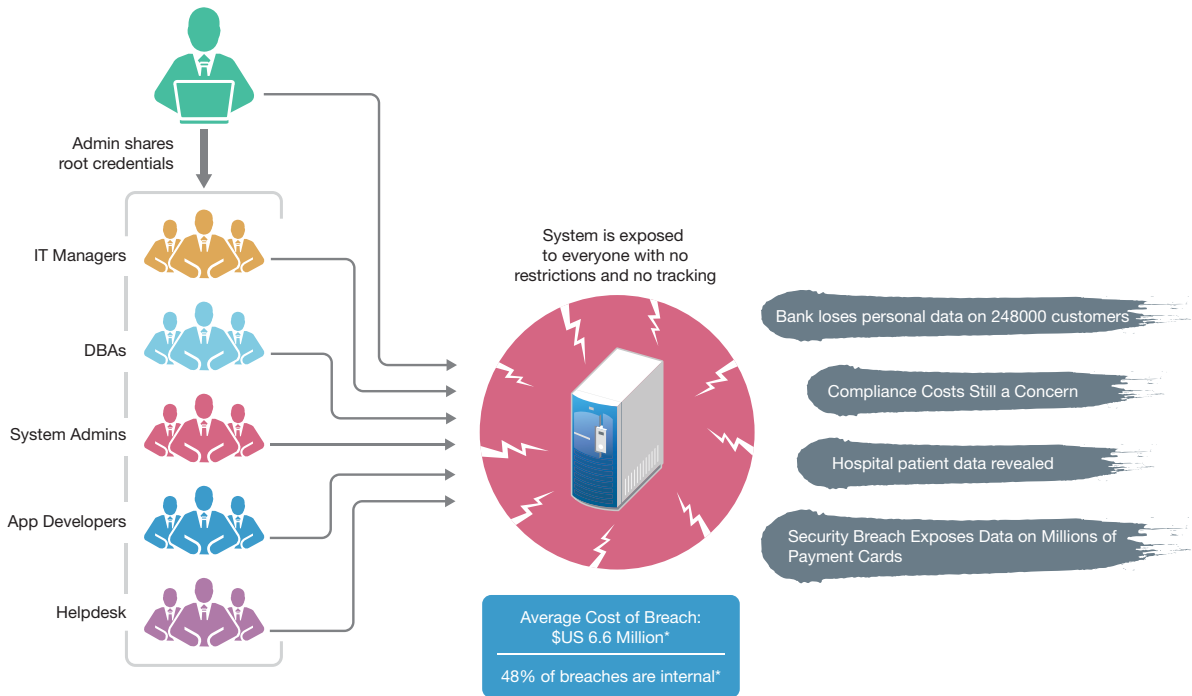 Admin shares
root credentials
IT Managers
DBAs
System Admins
App Developers
Helpdesk
System is exposed
to everyone with no
restrictions and no tracking
Average Cost of Breach:
$US 6.6 Million*
48% of breaches are internal*
Bank loses personal data on 248000 customers
Compliance Costs Still a Concern
Hospital patient data revealed
Security Breach Exposes Data on Millions of
Payment Cards